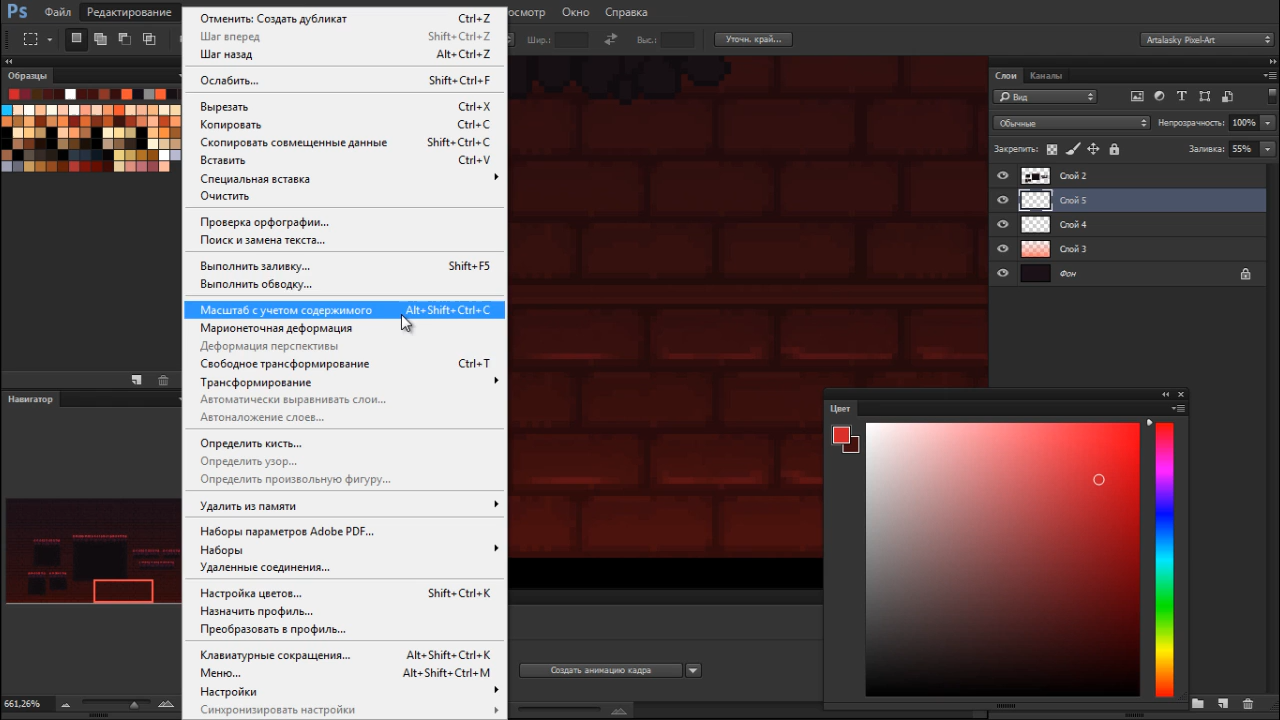 Ps Файл Редактирование осмотр Окно Справка
Шир.: Выс.: Уточн. край... Artalasky Pixel-Art
Образцы
Навигатор
661,26%
Отменить: Создать дубликат Ctrl+Z
Шаг вперед Shift+Ctrl+Z
Шаг назад Alt+Ctrl+Z
Ослабить... Shift+Ctrl+F
Вырезать Ctrl+X
Копировать Ctrl+C
Скопировать совмещенные данные Shift+Ctrl+C
Вставить Ctrl+V
Специальная вставка
Очистить
Проверка орфографии...
Поиск и замена текста...
Выполнить заливку... Shift+F5
Выполнить обводку...
Масштаб с учетом содержимого Alt+Shift+Ctrl+C
Марионеточная деформация
Деформация перспективы
Свободное трансформирование Ctrl+T
Трансформирование
Автоматически выравнивать слои...
Автоналожение слоев...
Определить кисть...
Определить узор...
Определить произвольную фигуру...
Удалить из памяти
Наборы параметров Adobe PDF...
Наборы
Удаленные соединения...
Настройка цветов... Shift+Ctrl+K
Назначить профиль...
Преобразовать в профиль...
Клавиатурные сокращения... Alt+Shift+Ctrl+K
Меню... Alt+Shift+Ctrl+M
Настройки
Синхронизировать настройки
Создать анимацию кадра
Слои Каналы
Вид
Обычные Непрозрачность: 100%
Закрепить: Заливка: 55%
Слой 2
Слой 5
Слой 4
Слой 3
Фон
Цвет